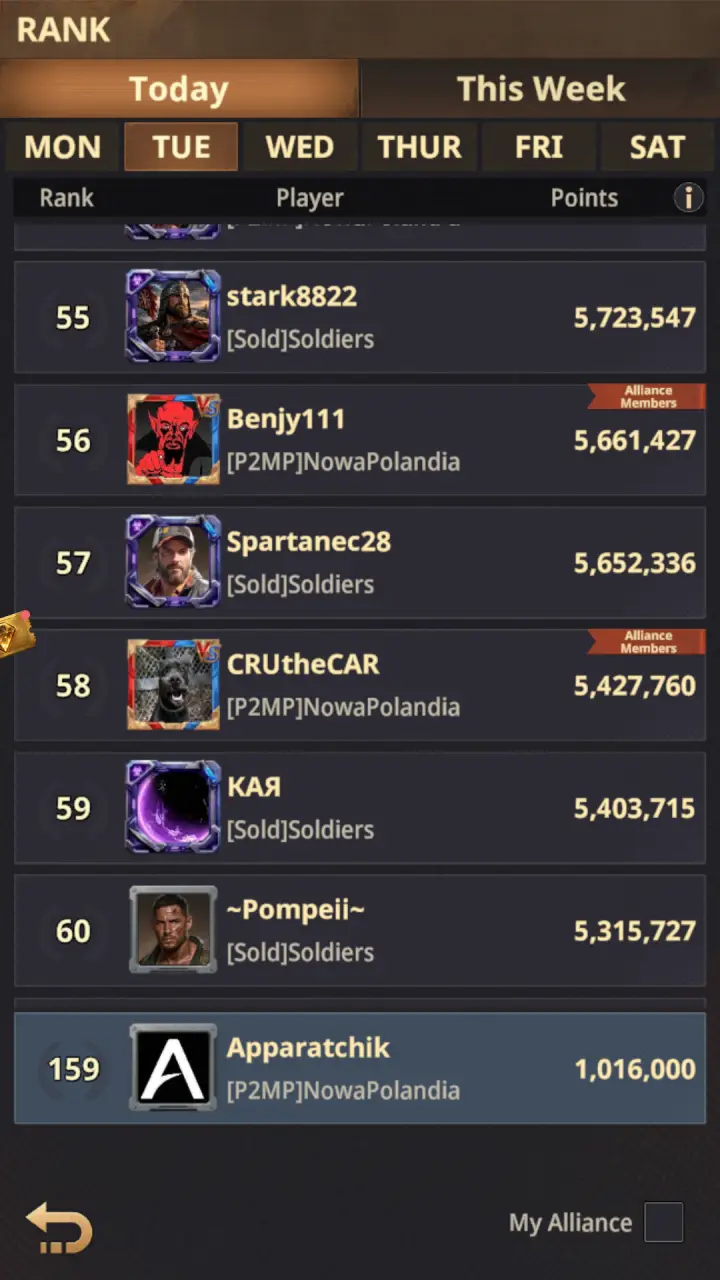 RANK
Today
This Week
MON
TUE
WED
THUR
FRI
SAT
Rank
Player
Points
55
stark8822
[Sold]Soldiers
5,723,547
56
Benjy111
[P2MP]NowaPolandia
Alliance
Members
5,661,427
57
Spartanec28
[Sold]Soldiers
5,652,336
58
CRUtheCAR
[P2MP]NowaPolandia
Alliance
Members
5,427,760
59
КАЯ
[Sold]Soldiers
5,403,715
60
~Pompeii~
[Sold]Soldiers
5,315,727
159
Apparatchik
[P2MP]NowaPolandia
1,016,000
My Alliance